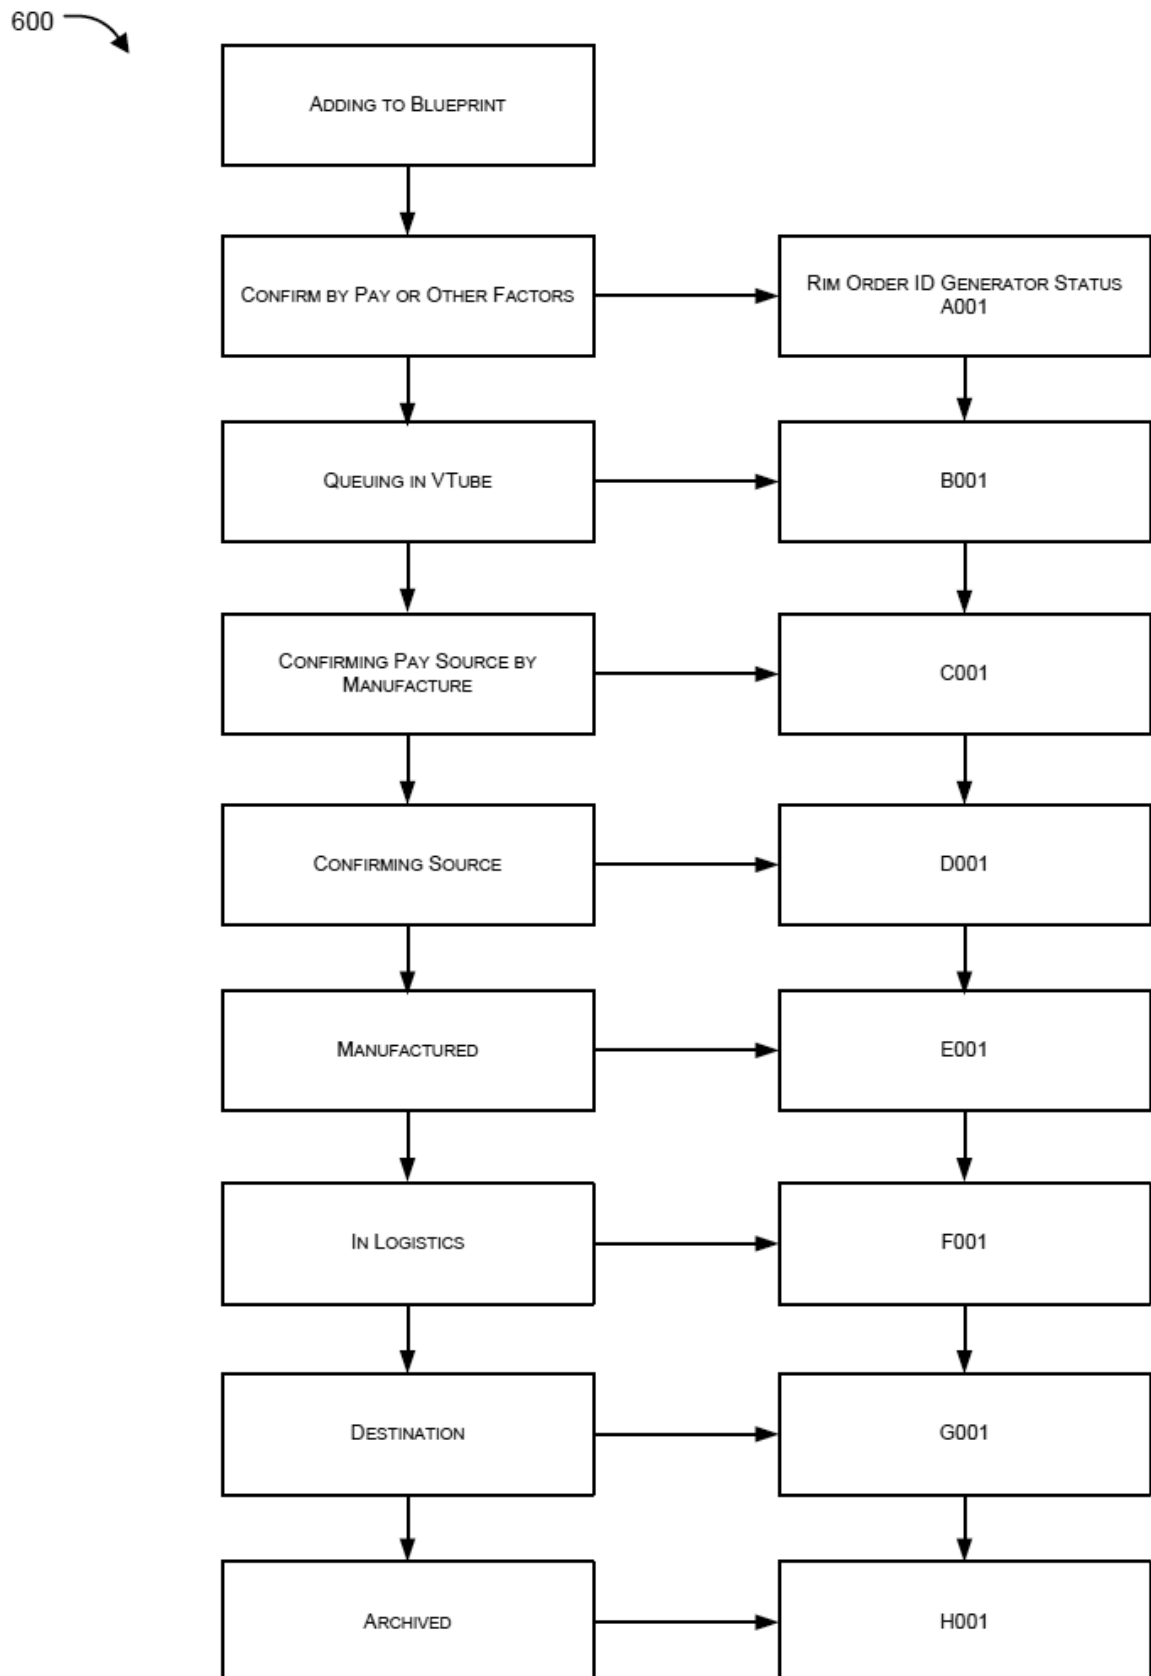 600
ADDING TO BLUEPRINT
CONFIRM BY PAY OR OTHER FACTORS
RIM ORDER ID GENERATOR STATUS
A001
QUEUING IN VTUBE
B001
CONFIRMING PAY SOURCE BY
MANUFACTURE
C001
CONFIRMING SOURCE
D001
MANUFACTURED
E001
IN LOGISTICS
F001
DESTINATION
G001
ARCHIVED
H001